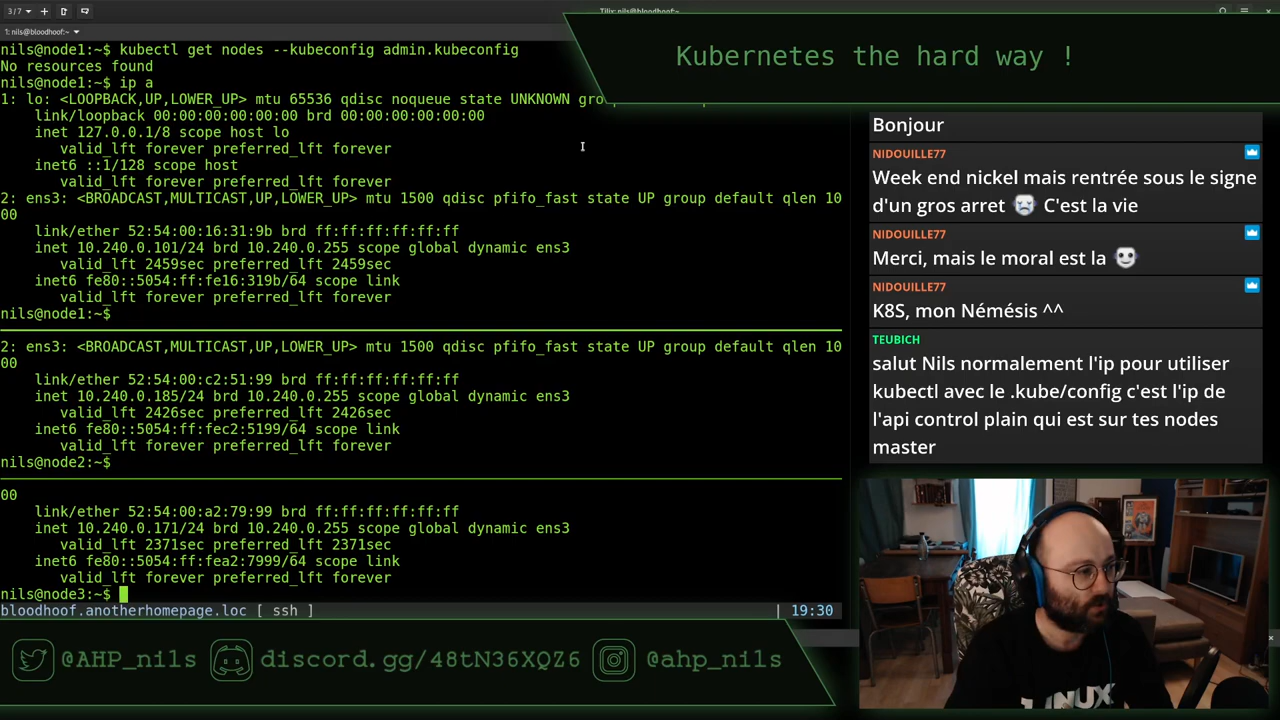 3/7
Tilix: nils@bloodhoof:~
1: nils@bloodhoof:~
Kubernetes the hard way !
nils@node1:~$ kubectl get nodes --kubeconfig admin.kubeconfig
No resources found
nils@node1:~$ ip a
1: lo: <LOOPBACK,UP,LOWER_UP> mtu 65536 qdisc noqueue state UNKNOWN
link/loopback 00:00:00:00:00:00 brd 00:00:00:00:00:00
inet 127.0.0.1/8 scope host lo
valid_lft forever preferred_lft forever
inet6 ::1/128 scope host
valid_lft forever preferred_lft forever
2: ens3: <BROADCAST,MULTICAST,UP,LOWER_UP> mtu 1500 qdisc pfifo_fast state UP group default qlen 10
00
link/ether 52:54:00:16:31:9b brd ff:ff:ff:ff:ff:ff
inet 10.240.0.101/24 brd 10.240.0.255 scope global dynamic ens3
valid_lft 2459sec preferred_lft 2459sec
inet6 fe80::5054:ff:fe16:319b/64 scope link
valid_lft forever preferred_lft forever
nils@node1:~$
2: ens3: <BROADCAST,MULTICAST,UP,LOWER_UP> mtu 1500 qdisc pfifo_fast state UP group default qlen 10
00
link/ether 52:54:00:c2:51:99 brd ff:ff:ff:ff:ff:ff
inet 10.240.0.185/24 brd 10.240.0.255 scope global dynamic ens3
valid_lft 2426sec preferred_lft 2426sec
inet6 fe80::5054:ff:fec2:5199/64 scope link
valid_lft forever preferred_lft forever
nils@node2:~$
00
link/ether 52:54:00:a2:79:99 brd ff:ff:ff:ff:ff:ff
inet 10.240.0.171/24 brd 10.240.0.255 scope global dynamic ens3
valid_lft 2371sec preferred_lft 2371sec
inet6 fe80::5054:ff:fea2:7999/64 scope link
valid_lft forever preferred_lft forever
nils@node3:~$
bloodhoof.anotherhomepage.loc [ ssh ] | 19:30
Bonjour
NIDOUILLE77
Week end nickel mais rentrée sous le signe
d'un gros arret C'est la vie
NIDOUILLE77
Merci, mais le moral est la
NIDOUILLE77
K8S, mon Némésis ^^
TEUBICH
salut Nils normalement l'ip pour utiliser
kubectl avec le .kube/config c'est l'ip de
l'api control plain qui est sur tes nodes
master
LINUX
@AHP_nils discord.gg/48tN36XQZ6 @ahp_nils